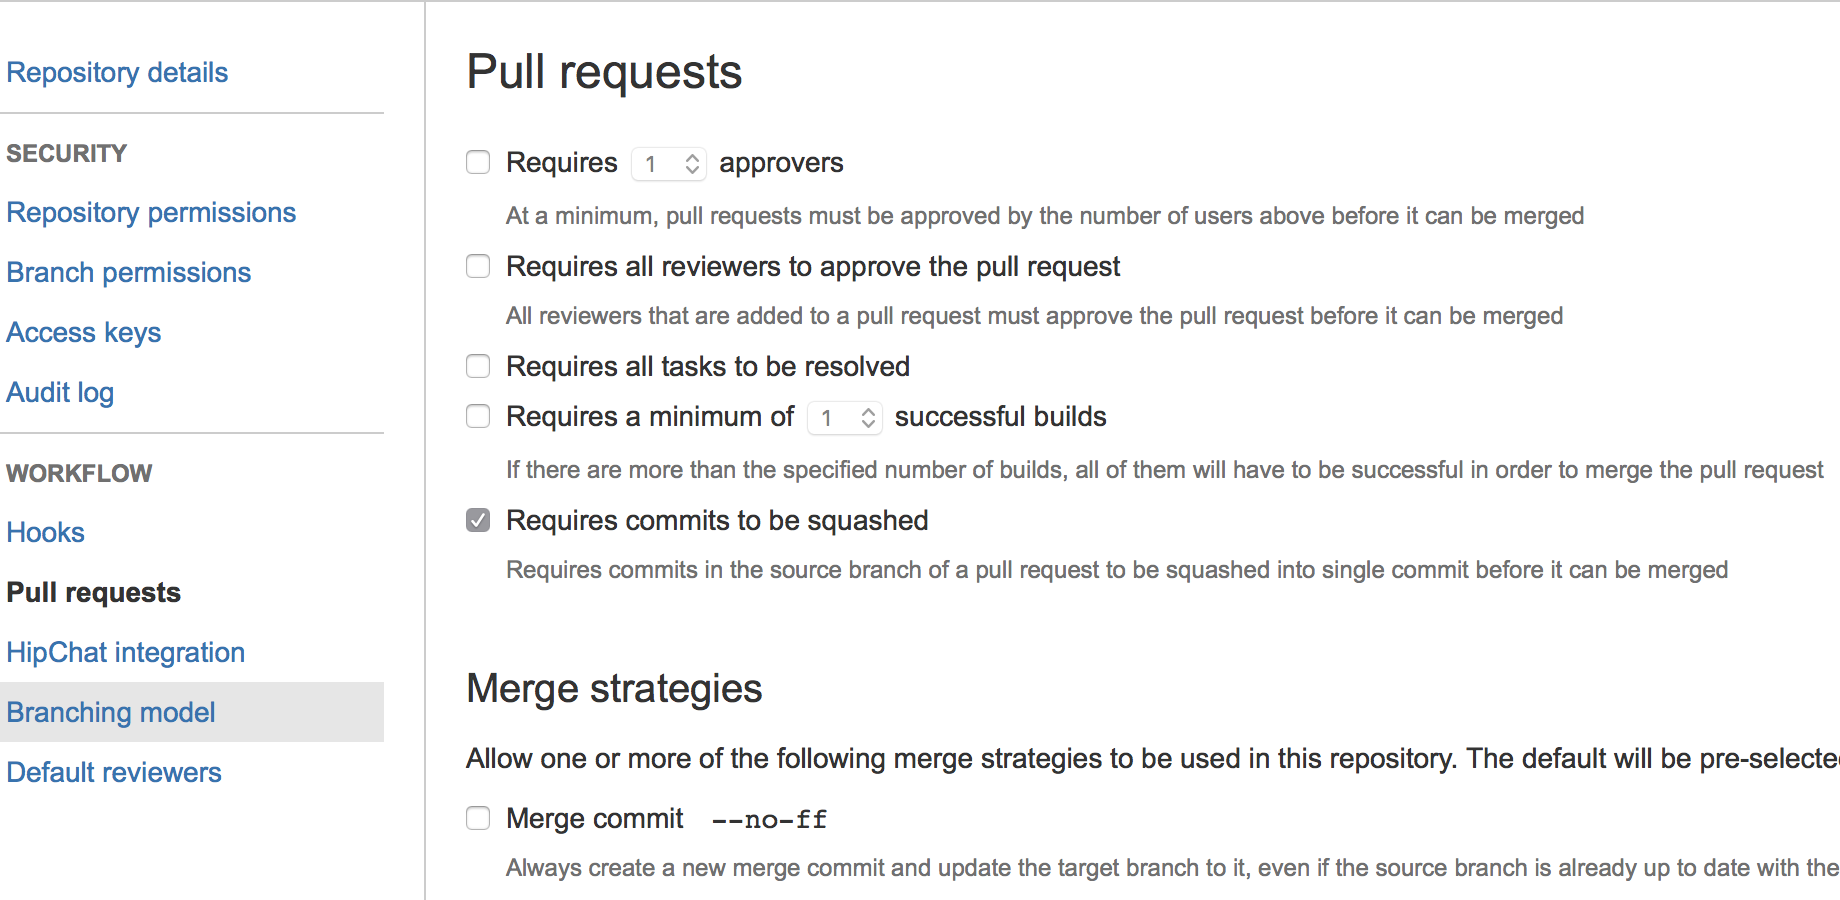 Repository details
SECURITY
Repository permissions
Branch permissions
Access keys
Audit log
WORKFLOW
Hooks
Pull requests
HipChat integration
Branching model
Default reviewers
Pull requests
Requires 1 approvers
At a minimum, pull requests must be approved by the number of users above before it can be merged
Requires all reviewers to approve the pull request
All reviewers that are added to a pull request must approve the pull request before it can be merged
Requires all tasks to be resolved
Requires a minimum of 1 successful builds
If there are more than the specified number of builds, all of them will have to be successful in order to merge the pull request
Requires commits to be squashed
Requires commits in the source branch of a pull request to be squashed into single commit before it can be merged
Merge strategies
Allow one or more of the following merge strategies to be used in this repository. The default will be
Merge commit --no-ff
Always create a new merge commit and update the target branch to it, even if the source branch is already up to date with the